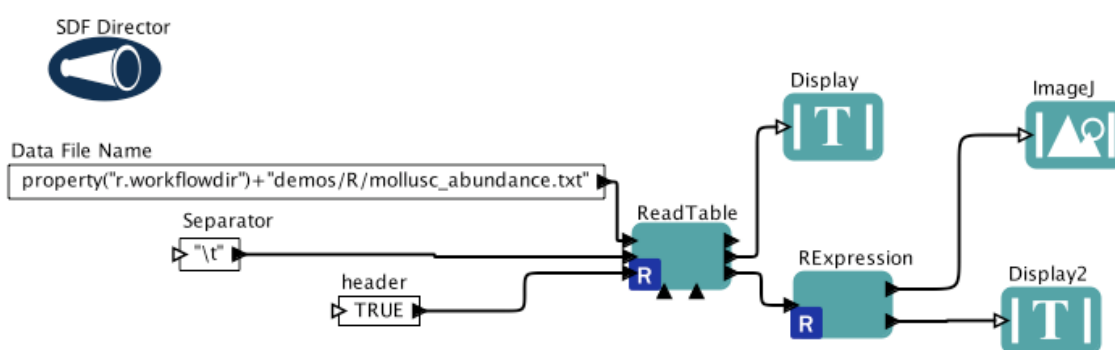 SDF Director
Display
ImageJ
Data File Name
property("r.workflowdir")+"demos/R/mollusc_abundance.txt"
T
Separator
"\t"
ReadTable
R
header
TRUE
RExpression
R
Display2
T